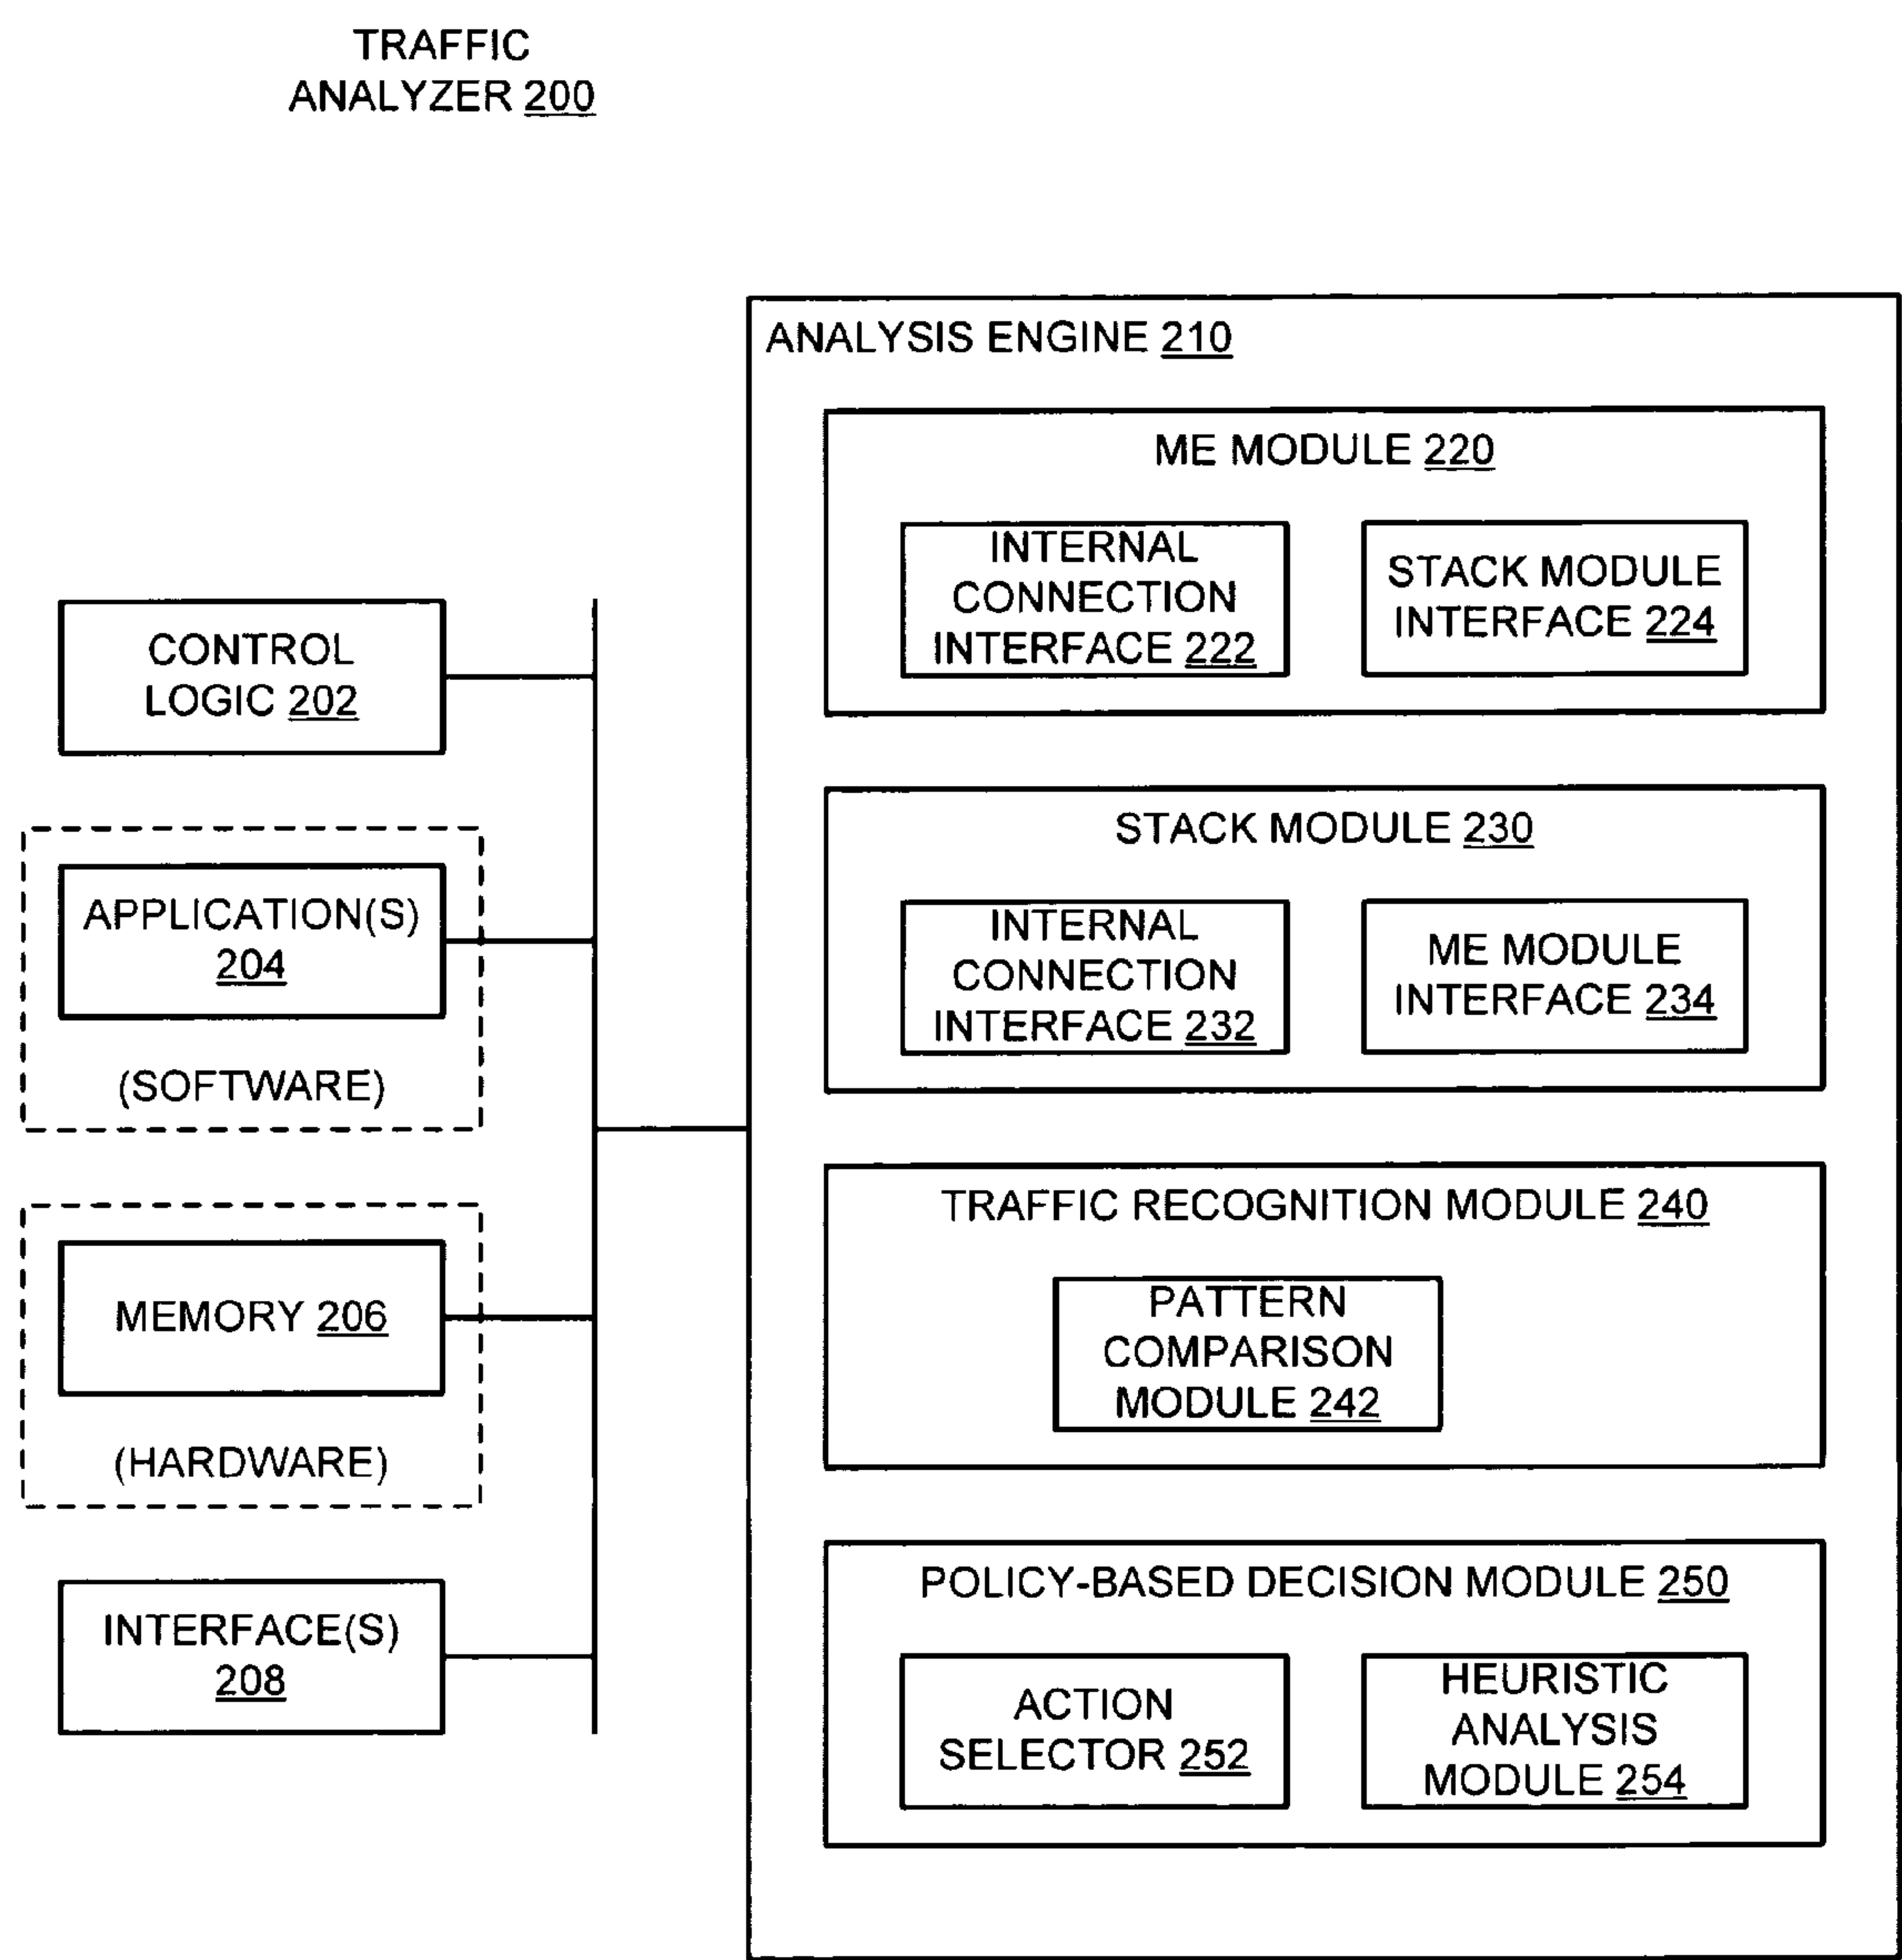 TRAFFIC
ANALYZER 200
ANALYSIS ENGINE 210
ME MODULE 220
INTERNAL
CONNECTION
INTERFACE 222
STACK MODULE
INTERFACE 224
CONTROL
LOGIC 202
STACK MODULE 230
INTERNAL
CONNECTION
INTERFACE 232
ME MODULE
INTERFACE 234
APPLICATION(S)
204
(SOFTWARE)
TRAFFIC RECOGNITION MODULE 240
PATTERN
COMPARISON
MODULE 242
MEMORY 206
(HARDWARE)
POLICY-BASED DECISION MODULE 250
ACTION
SELECTOR 252
HEURISTIC
ANALYSIS
MODULE 254
INTERFACE(S)
208